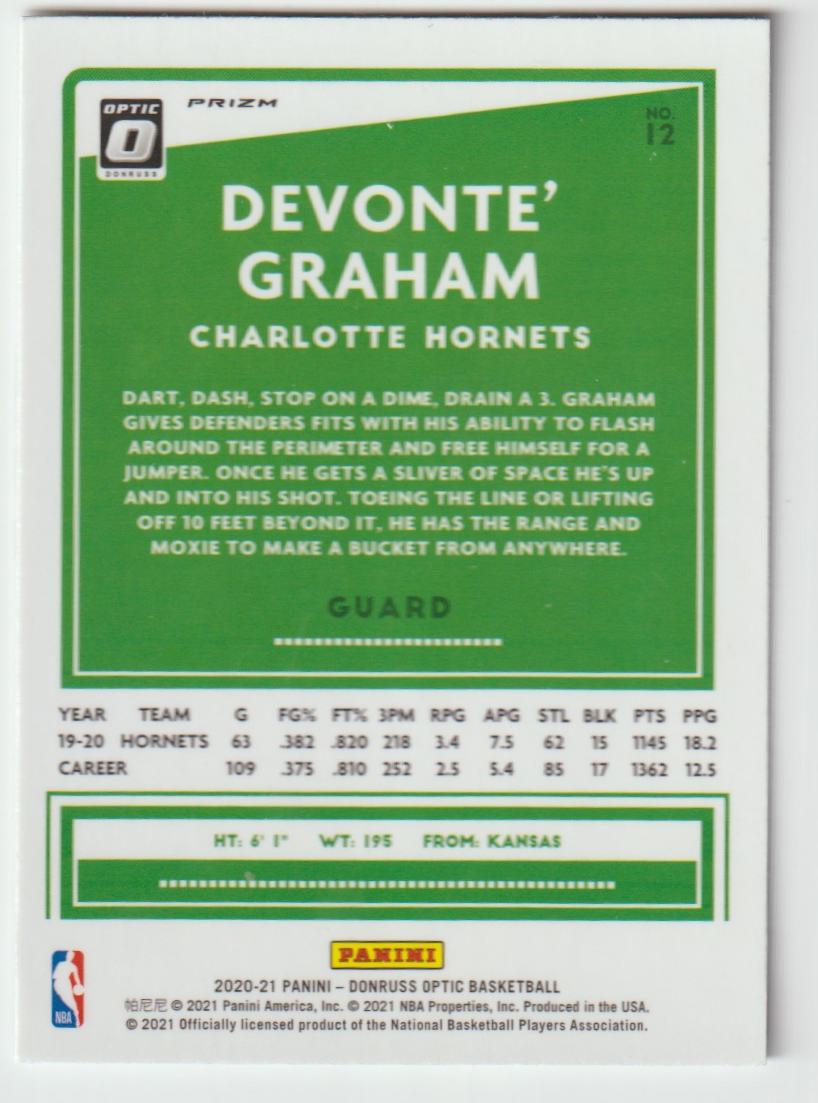 OPTIC
DONRUSS
PRIZM
NO.
12
DEVONTE'
GRAHAM
CHARLOTTE HORNETS
DART, DASH, STOP ON A DIME, DRAIN A 3. GRAHAM
GIVES DEFENDERS FITS WITH HIS ABILITY TO FLASH
AROUND THE PERIMETER AND FREE HIMSELF FOR A
JUMPER. ONCE HE GETS A SLIVER OF SPACE HE'S UP
AND INTO HIS SHOT. TOEING THE LINE OR LIFTING
OFF 10 FEET BEYOND IT, HE HAS THE RANGE AND
MOXIE TO MAKE A BUCKET FROM ANYWHERE.
GUARD
YEAR TEAM G FG% FT% 3PM RPG APG STL BLK PTS PPG
19-20 HORNETS 63 .382 .820 218 3.4 7.5 62 15 1145 18.2
CAREER 109 .375 .810 252 2.5 5.4 85 17 1362 12.5
HT: 6' 1" WT: 195 FROM: KANSAS
PANINI
NBA
2020-21 PANINI – DONRUSS OPTIC BASKETBALL
帕尼尼 © 2021 Panini America, Inc. © 2021 NBA Properties, Inc. Produced in the USA.
© 2021 Officially licensed product of the National Basketball Players Association.